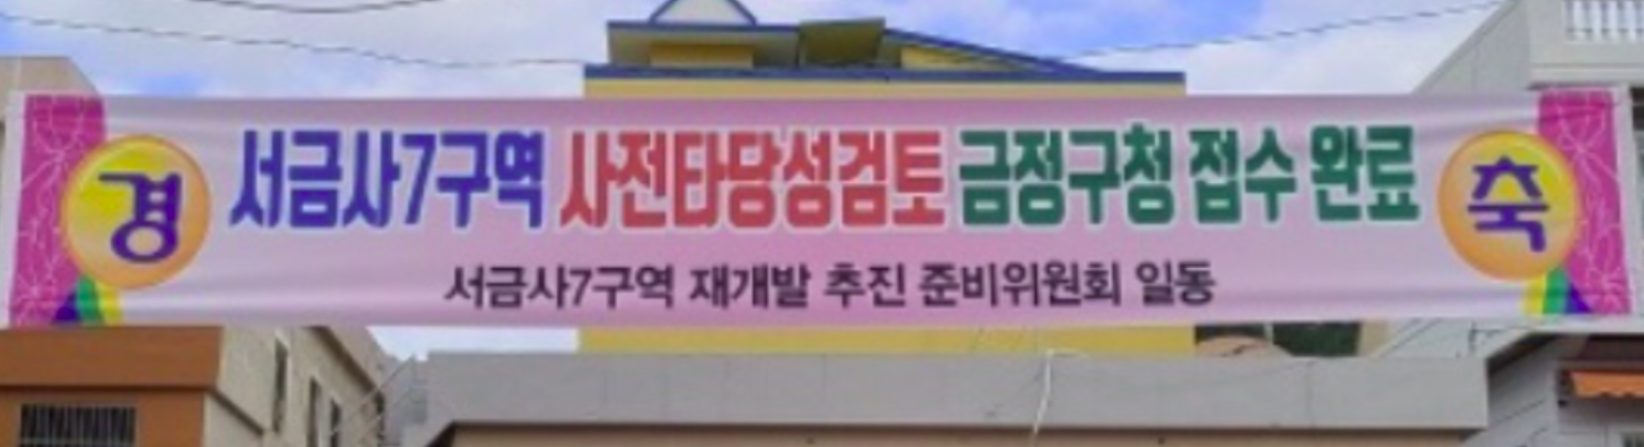 경 서금사7구역 사전타당성검토 금정구청 접수 완료 축
서금사7구역 재개발 추진 준비위원회 일동